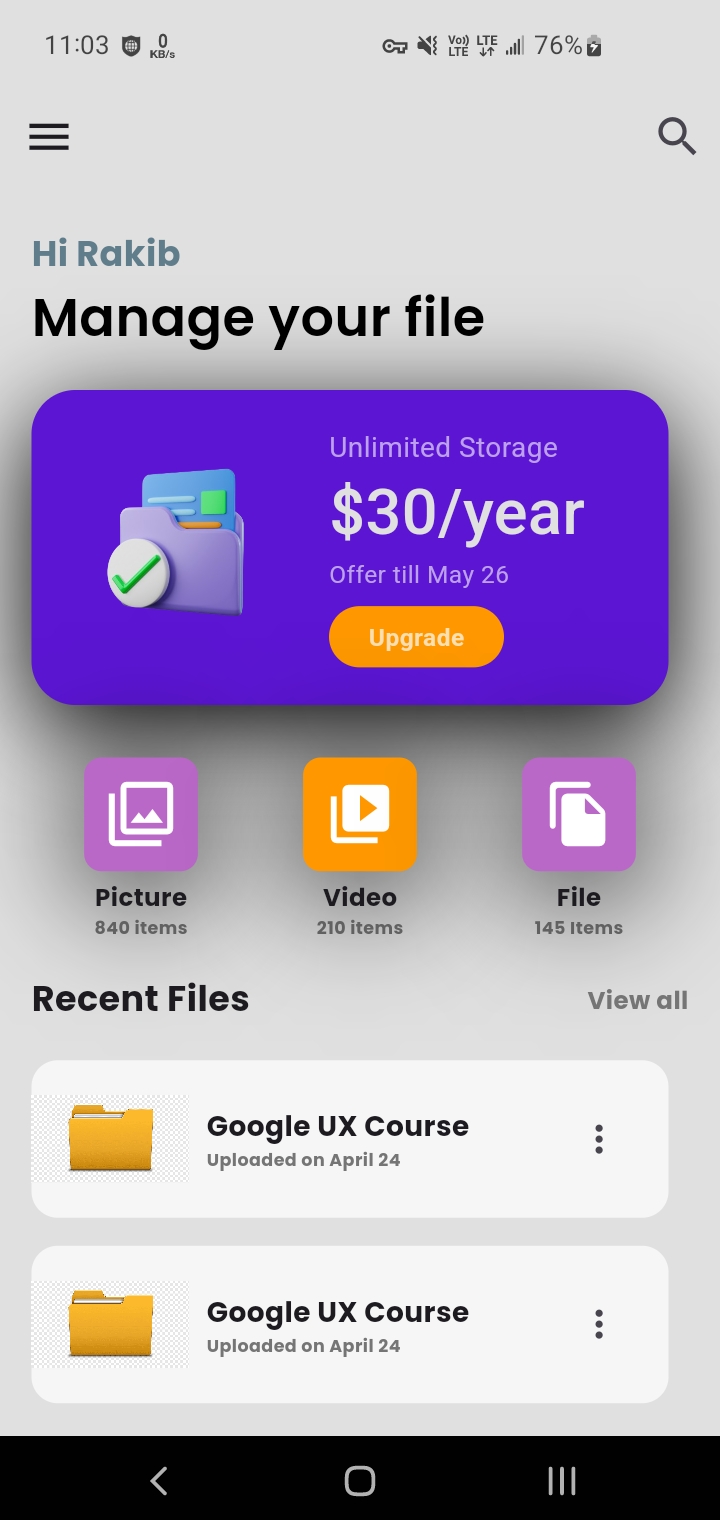 11:03 0 KB/s Vo)) LTE LTE 76%
Hi Rakib
Manage your file
Unlimited Storage
$30/year
Offer till May 26
Upgrade
Picture Video File
840 items 210 items 145 Items
Recent Files View all
Google UX Course
Uploaded on April 24
Google UX Course
Uploaded on April 24